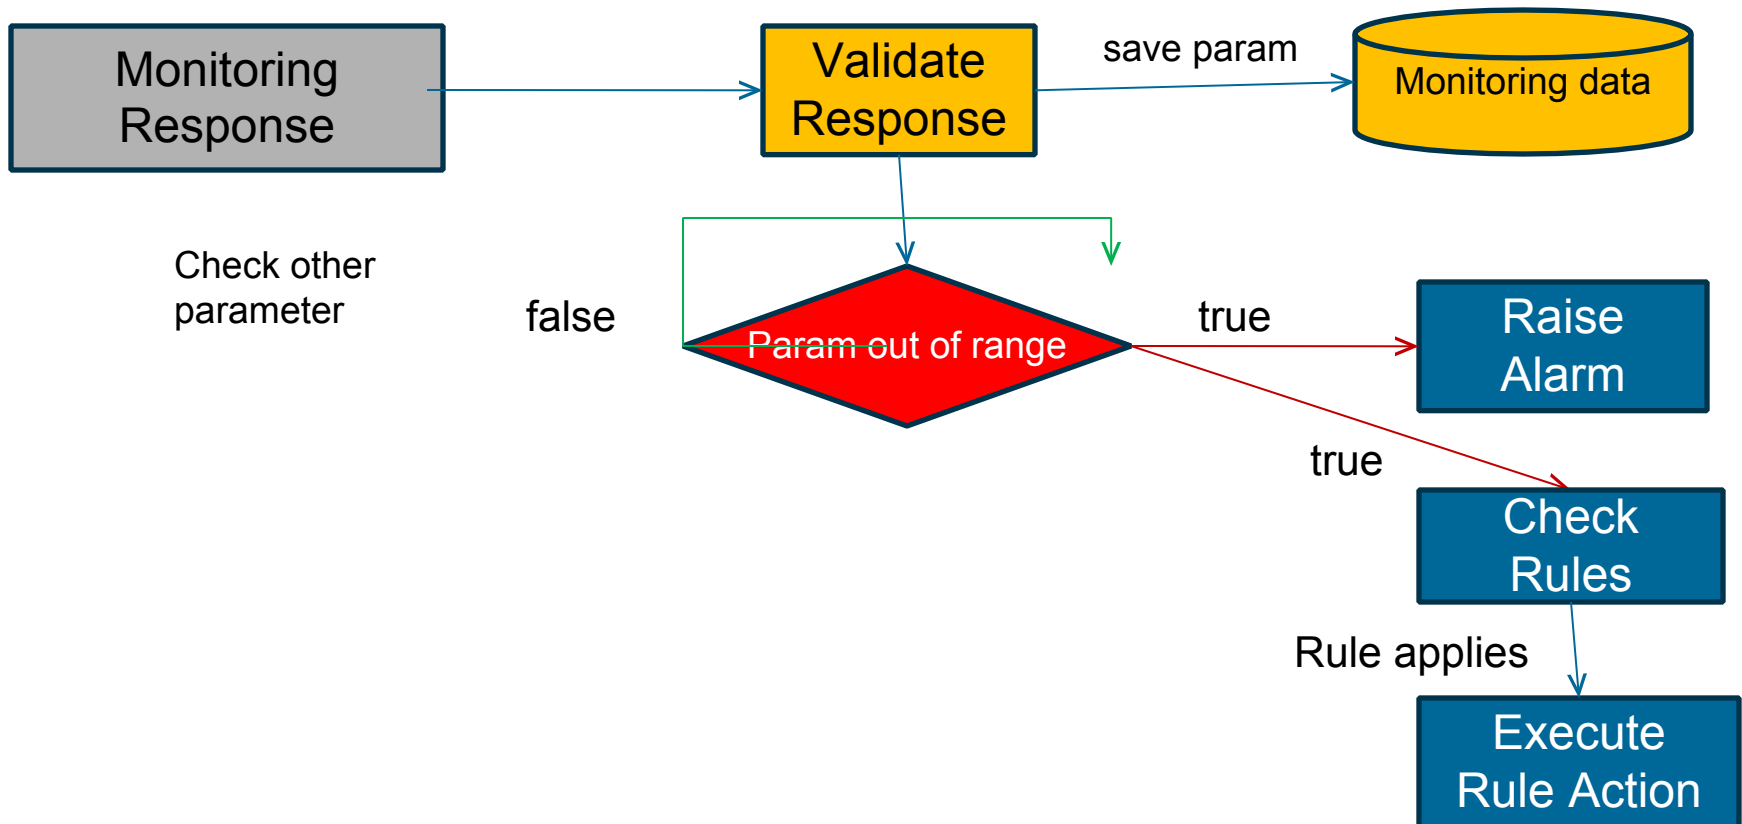 Monitoring
Response
Validate
Response
save param
Monitoring data
Check other
parameter
false
Param out of range
true
Raise
Alarm
true
Check
Rules
Rule applies
Execute
Rule Action